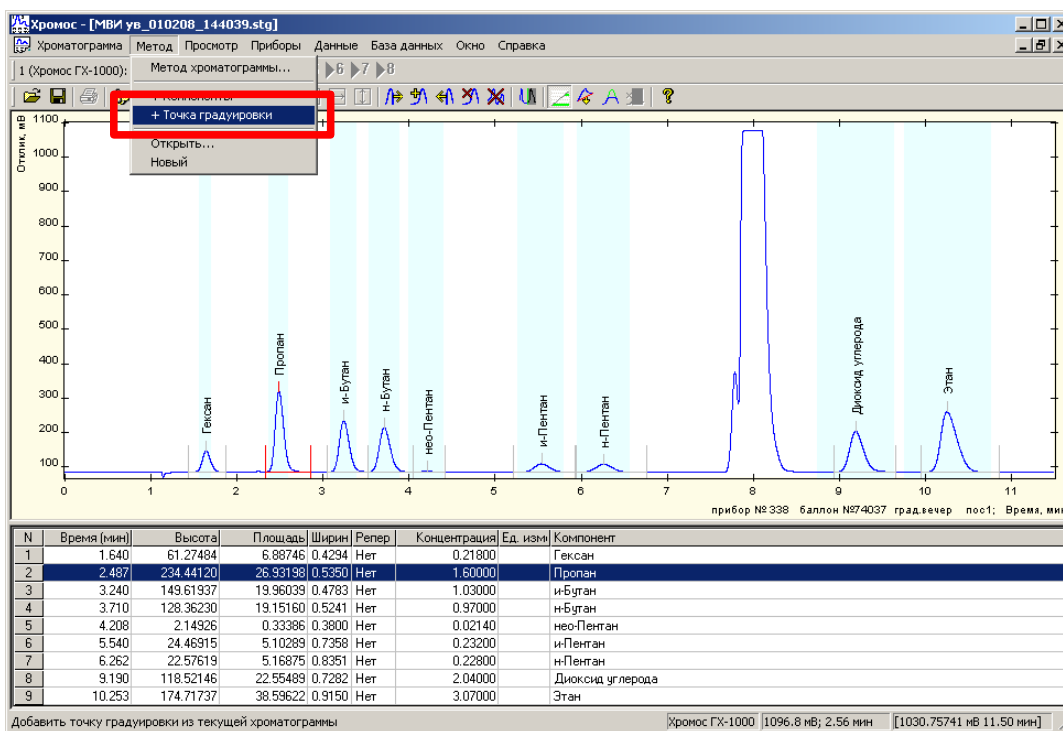 Хромос - [МВИ ув_010208_144039.stg]
Хроматограмма Метод Просмотр Приборы Данные База данных Окно Справка
1 (Хромос ГХ-1000):
Метод хроматограммы...
6 7 8
+ Компоненты
+ Точка градуировки
Открыть...
Новый
Отклик, мВ
1100
1000
900
800
700
600
500
400
300
200
100
Гексан
Пропан
и-Бутан
н-Бутан
нео-Пентан
и-Пентан
н-Пентан
Диоксид углерода
Этан
0 1 2 3 4 5 6 7 8 9 10 11
прибор №338 баллон №74037 град.вечер пос1; Время, мин
N Время (мин) Высота Площадь Ширин Репер Концентрация Ед. изме Компонент
1 1.640 61.27484 6.88746 0.4294 Нет 0.21800 Гексан
2 2.487 234.44120 26.93198 0.5350 Нет 1.60000 Пропан
3 3.240 149.61937 19.96039 0.4783 Нет 1.03000 и-Бутан
4 3.710 128.36230 19.15160 0.5241 Нет 0.97000 н-Бутан
5 4.208 2.14926 0.33386 0.3800 Нет 0.02140 нео-Пентан
6 5.540 24.46915 5.10289 0.7358 Нет 0.23200 и-Пентан
7 6.262 22.57619 5.16875 0.8351 Нет 0.22800 н-Пентан
8 9.190 118.52146 22.55489 0.7282 Нет 2.04000 Диоксид углерода
9 10.253 174.71737 38.59622 0.9150 Нет 3.07000 Этан
Добавить точку градуировки из текущей хроматограммы
Хромос ГХ-1000 1096.8 мВ; 2.56 мин [1030.75741 мВ 11.50 мин]